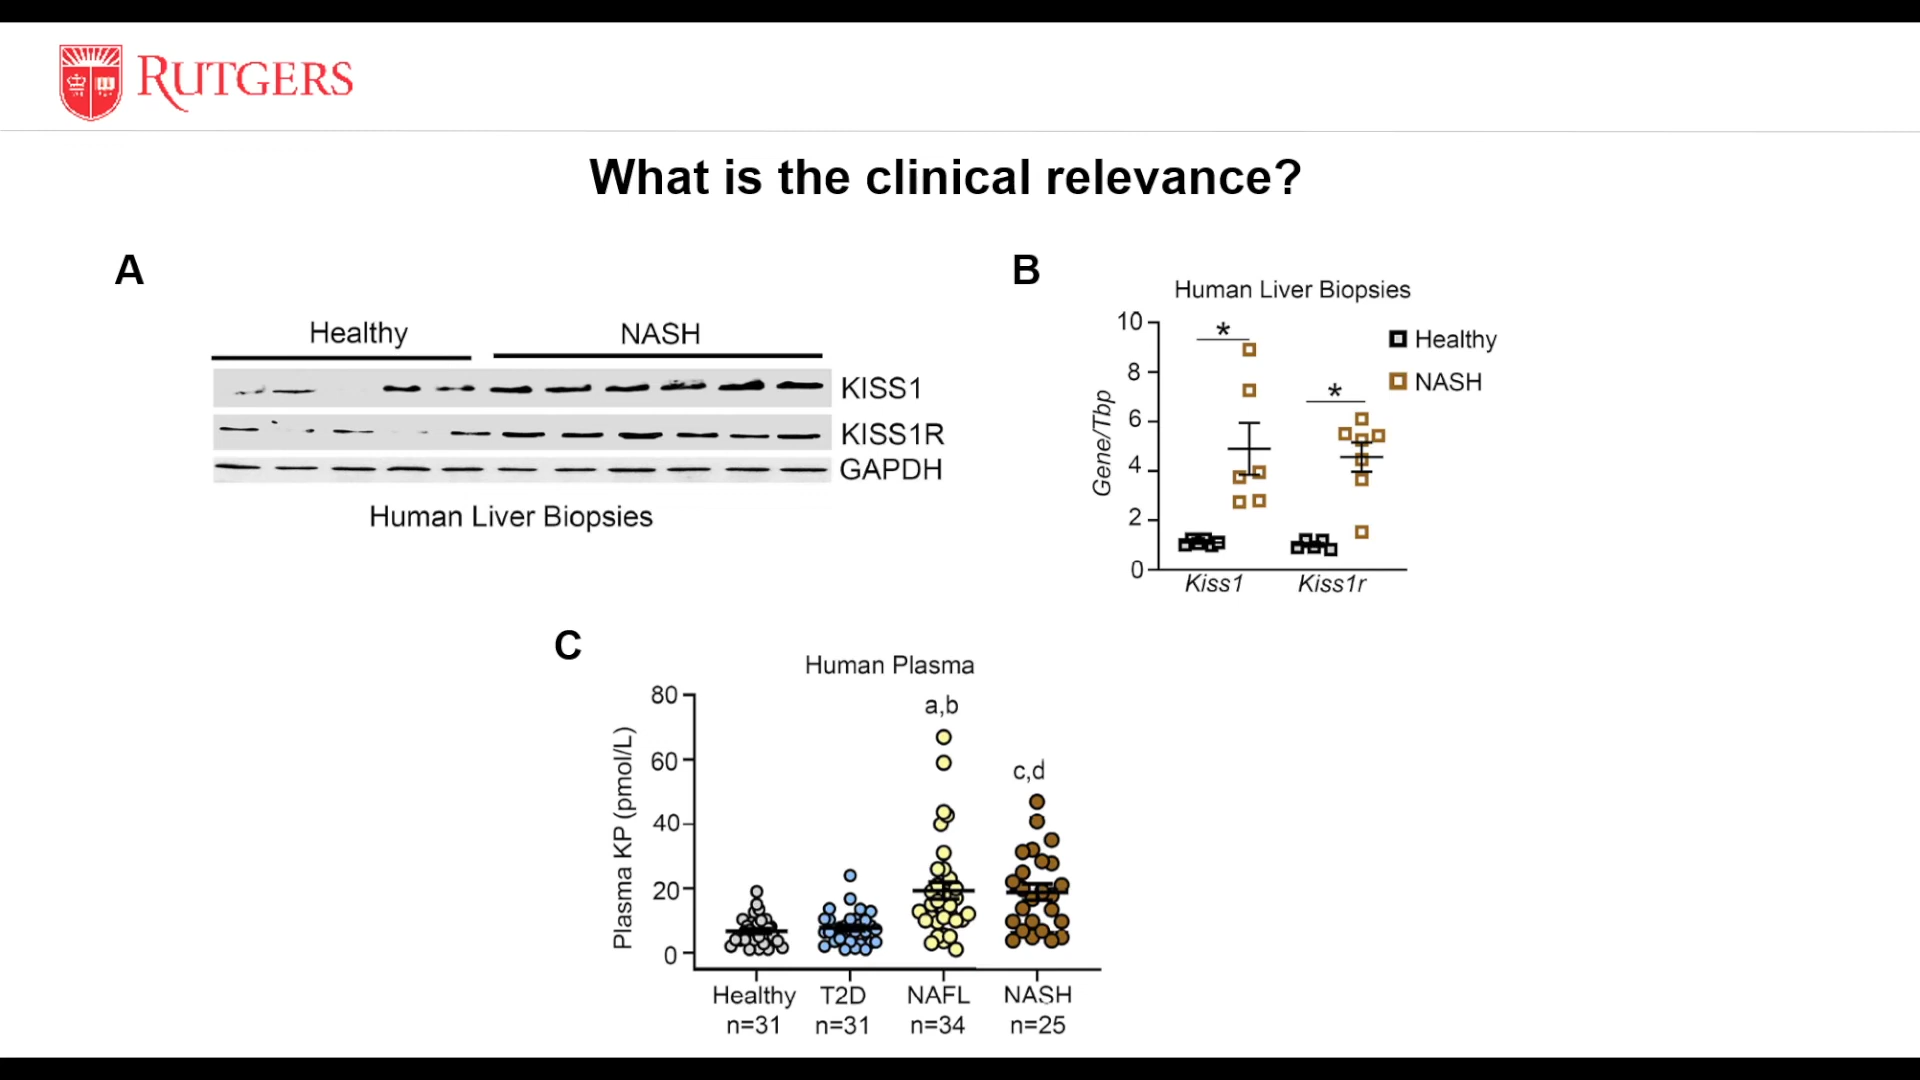 RUTGERS
What is the clinical relevance?
A
Healthy NASH
KISS1
KISS1R
GAPDH
Human Liver Biopsies
B
Human Liver Biopsies
Gene/Tbp
10
8
6
4
2
0
* *
Healthy
NASH
Kiss1 Kiss1r
C
Human Plasma
Plasma KP (pmol/L)
80
60
40
20
0
a,b
c,d
Healthy T2D NAFL NASH
n=31 n=31 n=34 n=25